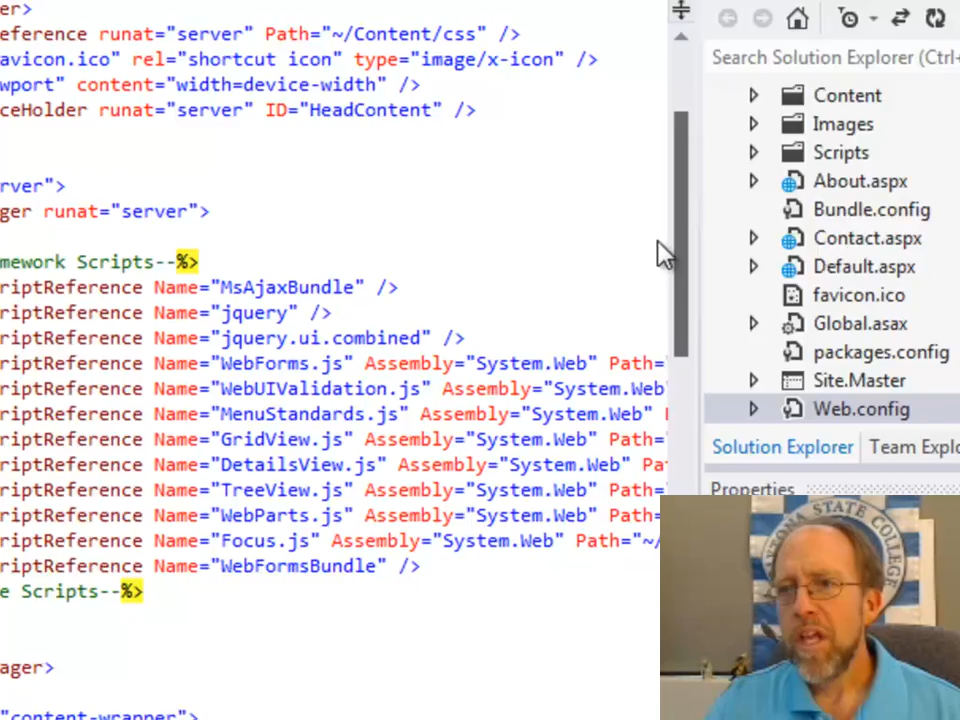 er>
eference runat="server" Path="~/Content/css" />
avicon.ico" rel="shortcut icon" type="image/x-icon" />
wport" content="width=device-width" />
ceHolder runat="server" ID="HeadContent" />
rver">
ger runat="server">
mework Scripts--%>
riptReference Name="MsAjaxBundle" />
riptReference Name="jquery" />
riptReference Name="jquery.ui.combined" />
riptReference Name="WebForms.js" Assembly="System.Web" Path=
riptReference Name="WebUIValidation.js" Assembly="System.Web
riptReference Name="MenuStandards.js" Assembly="System.Web"
riptReference Name="GridView.js" Assembly="System.Web" Path=
riptReference Name="DetailsView.js" Assembly="System.Web" Pa
riptReference Name="TreeView.js" Assembly="System.Web" Path=
riptReference Name="WebParts.js" Assembly="System.Web" Path=
riptReference Name="Focus.js" Assembly="System.Web" Path="~/
riptReference Name="WebFormsBundle" />
e Scripts--%>
ager>
"content-wrapper">
Search Solution Explorer (Ctrl+
Content
Images
Scripts
About.aspx
Bundle.config
Contact.aspx
Default.aspx
favicon.ico
Global.asax
packages.config
Site.Master
Web.config
Solution Explorer
Team Explo
Properties
AYTONA STATE COLLEGE